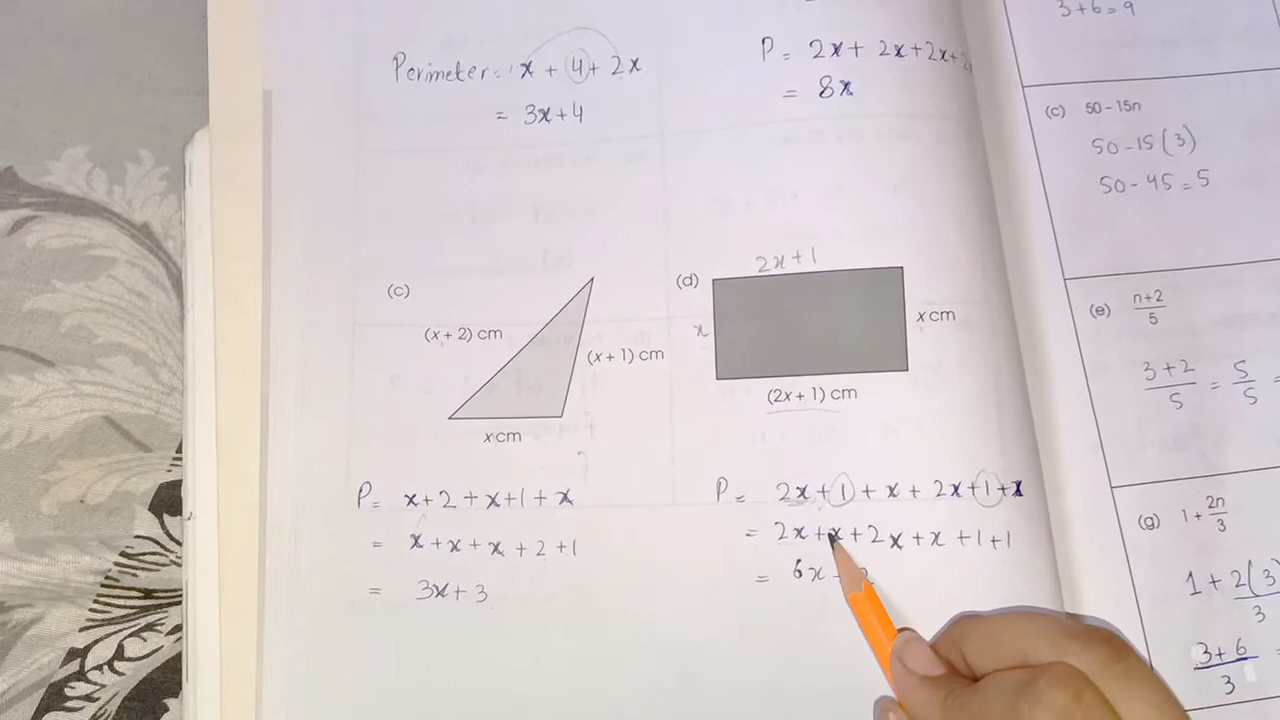 Perimeter = x + 4 + 2x
= 3x+4
P = 2x + 2x+2x+2
= 8x
(c)
(x + 2) cm
(x + 1) cm
x cm
P = x+2 + x+1 + x
= x + x + x + 2 + 1
= 3x + 3
(d)
2x+1
x
x cm
(2x + 1) cm
P = 2x + 1 + x + 2x+1+x
= 2x+x+2x+x+1+1
= 6x
3+6=9
(c) 50 – 15n
50 - 15(3)
50 - 45 = 5
(e) n+2
5
3+2 = 5 =
5 5
(g) 1 + 2n
3
1 + 2(3)
3
3+6 =
3